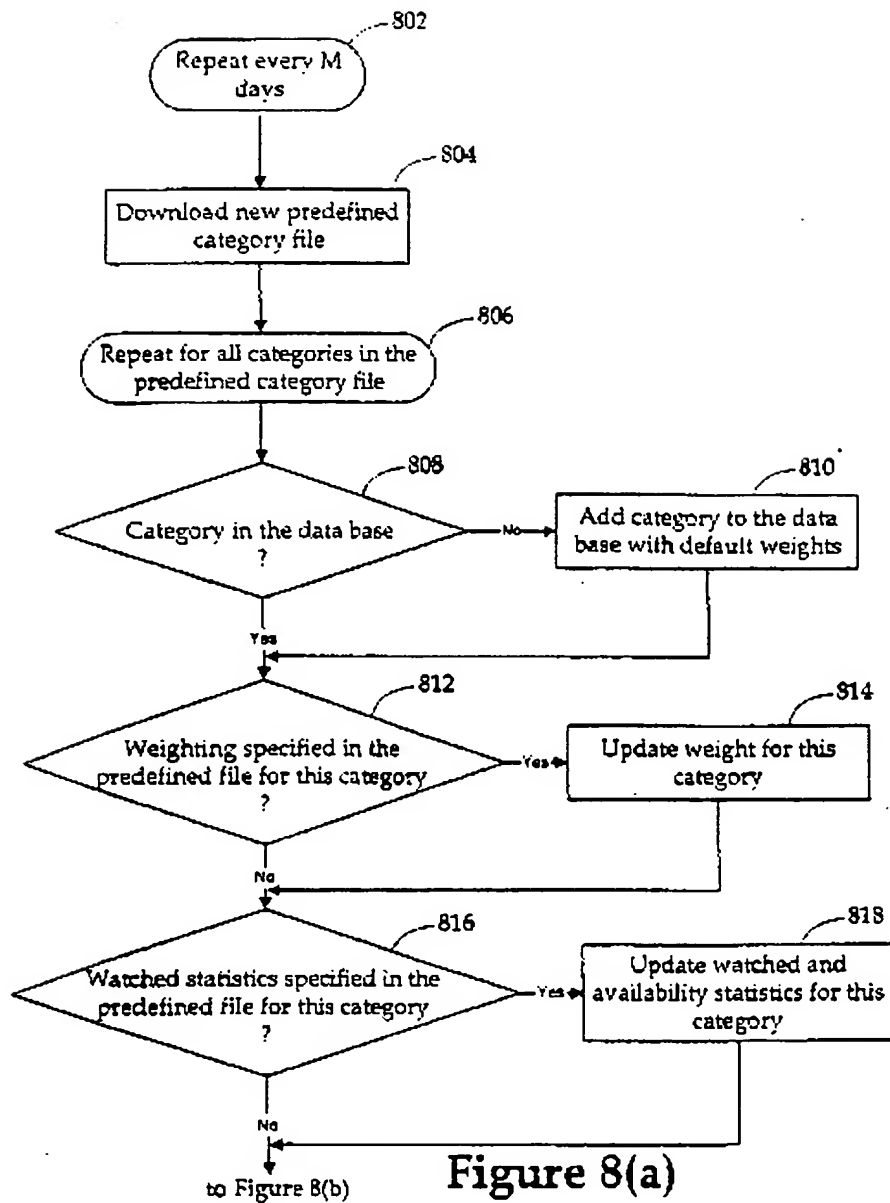 802
Repeat every M
days
804
Download new predefined
category file
806
Repeat for all categories in the
predefined category file
808
Category in the data base
?
No
810
Add category to the data
base with default weights
Yes
812
Weighting specified in the
predefined file for this category
?
Yes
814
Update weight for this
category
No
816
Watched statistics specified in the
predefined file for this category
?
Yes
818
Update watched and
availability statistics for this
category
No
to Figure 8(b)
Figure 8(a)